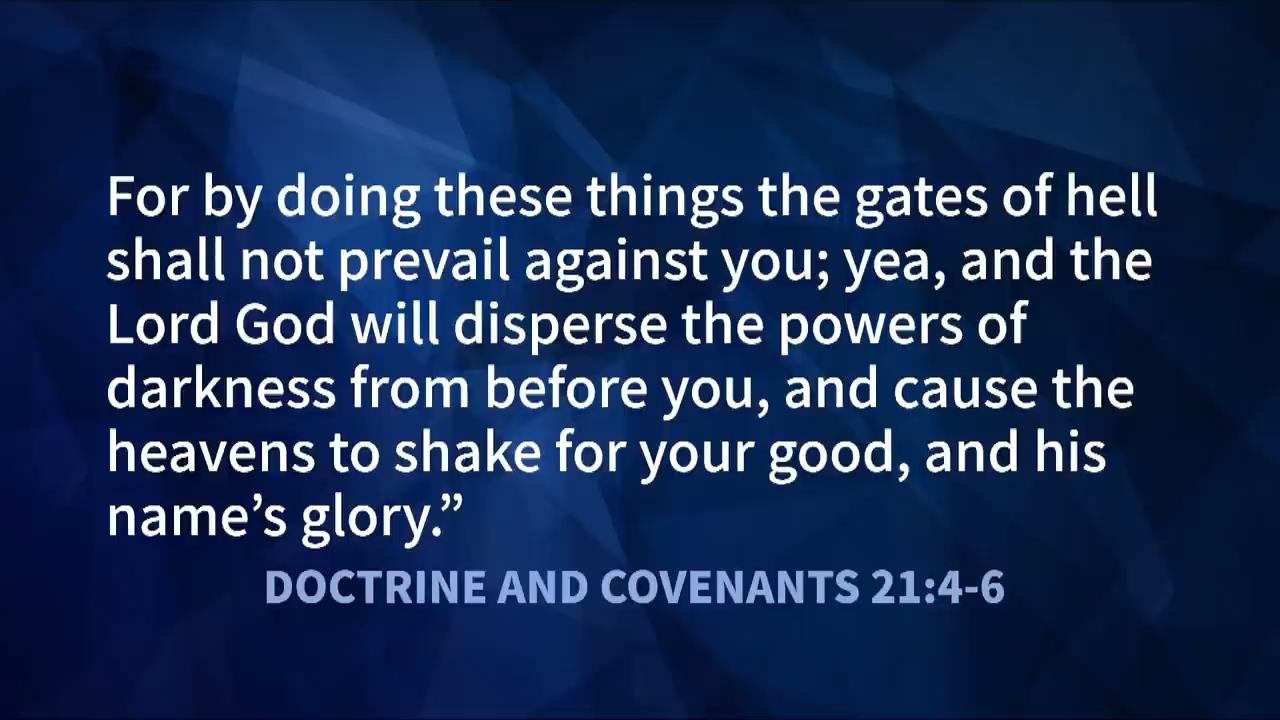 For by doing these things the gates of hell
shall not prevail against you; yea, and the
Lord God will disperse the powers of
darkness from before you, and cause the
heavens to shake for your good, and his
name’s glory.”
DOCTRINE AND COVENANTS 21:4-6